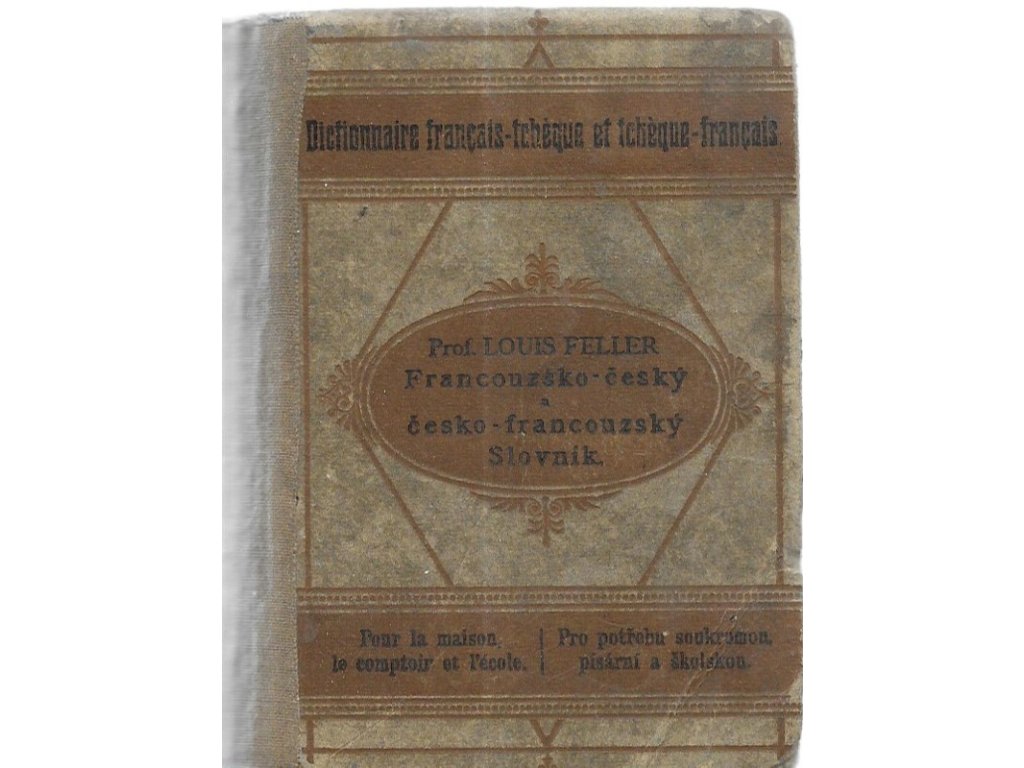 Dictionnaire français-tchèque et tchèque-français.
Prof. LOUIS FELLER
Francouzsko-český
a
česko-francouzský
Slovník.
Pour la maison,
le comptoir et l'école.
Pro potřebu soukromou,
písární a školskou.